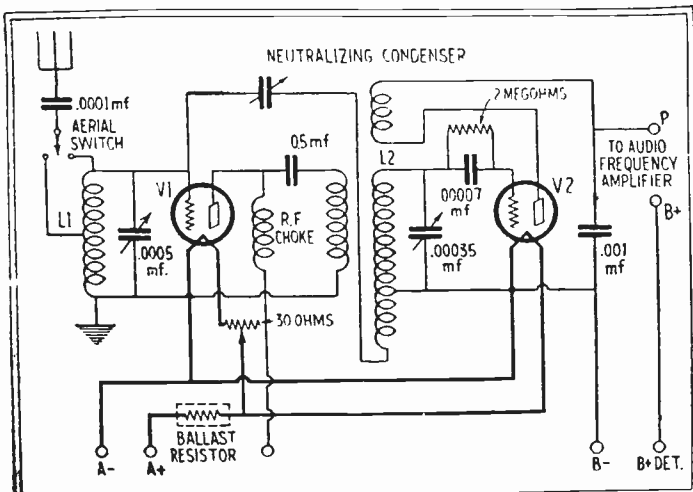 NEUTRALIZING CONDENSER
.0001mf
AERIAL
SWITCH
L1
V1
.0005
mf.
0.5mf
R.F
CHOKE
30 OHMS
2 MEGOHMS
L2
.00007
mf
.00035
mf
V2
.001
mf
P
TO AUDIO
FREQUENCY
AMPLIFIER
B+
BALLAST
RESISTOR
A-
A+
B-
B+DET.